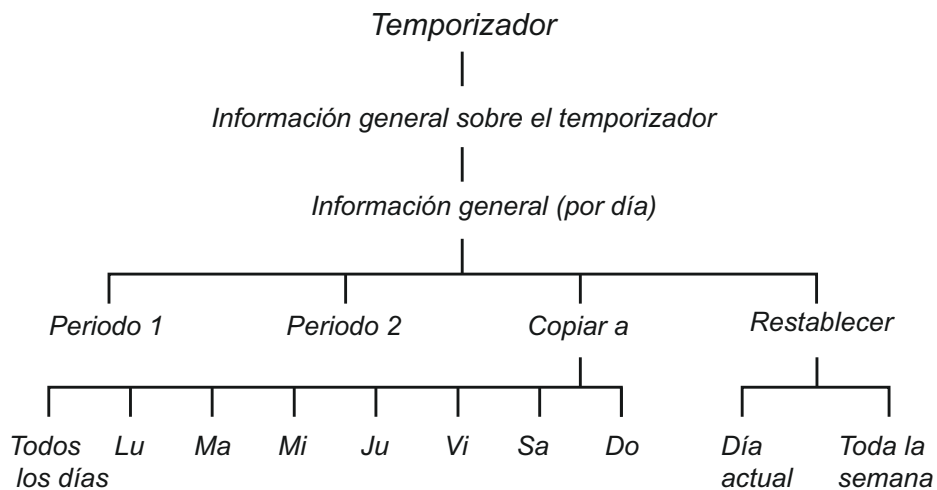 Temporizador
Información general sobre el temporizador
Información general (por día)
Periodo 1
Periodo 2
Copiar a
Restablecer
Todos
los días
Lu
Ma
Mi
Ju
Vi
Sa
Do
Día
actual
Toda la
semana